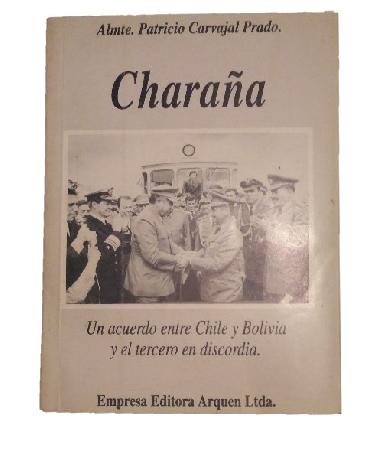 Almte. Patricio Carvajal Prado.
Charaña
Un acuerdo entre Chile y Bolivia
y el tercero en discordia.
Empresa Editora Arquen Ltda.